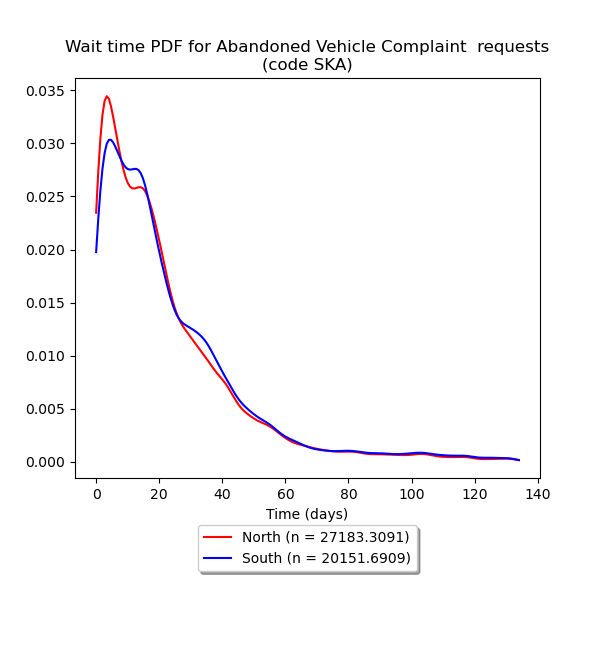 Wait time PDF for Abandoned Vehicle Complaint  requests
(code SKA)
0.035
0.030
0.025
0.020
0.015
0.010
0.005
0.000
0 20 40 60 80 100 120 140
Time (days)
North (n = 27183.3091)
South (n = 20151.6909)